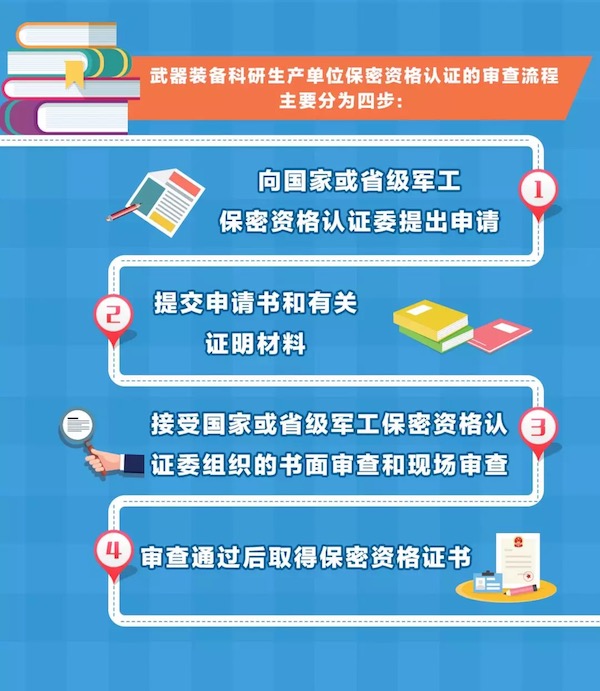 武器装备科研生产单位保密资格认证的审查流程
主要分为四步：
向国家或省级军工
保密资格认证委提出申请
1
2
提交申请书和有关
证明材料
接受国家或省级军工保密资格认
证委组织的书面审查和现场审查
3
4
审查通过后取得保密资格证书